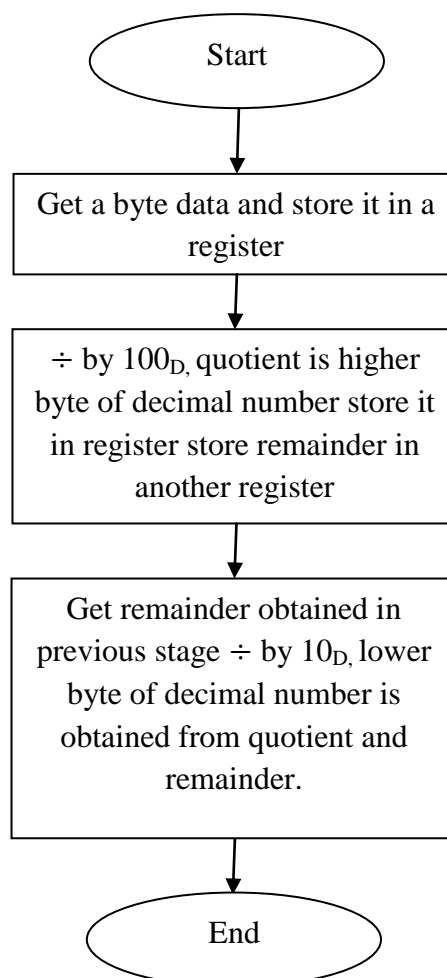 Start
Get a byte data and store it in a
register
÷ by 100D, quotient is higher
byte of decimal number store it
in register store remainder in
another register
Get remainder obtained in
previous stage ÷ by 10D, lower
byte of decimal number is
obtained from quotient and
remainder.
End